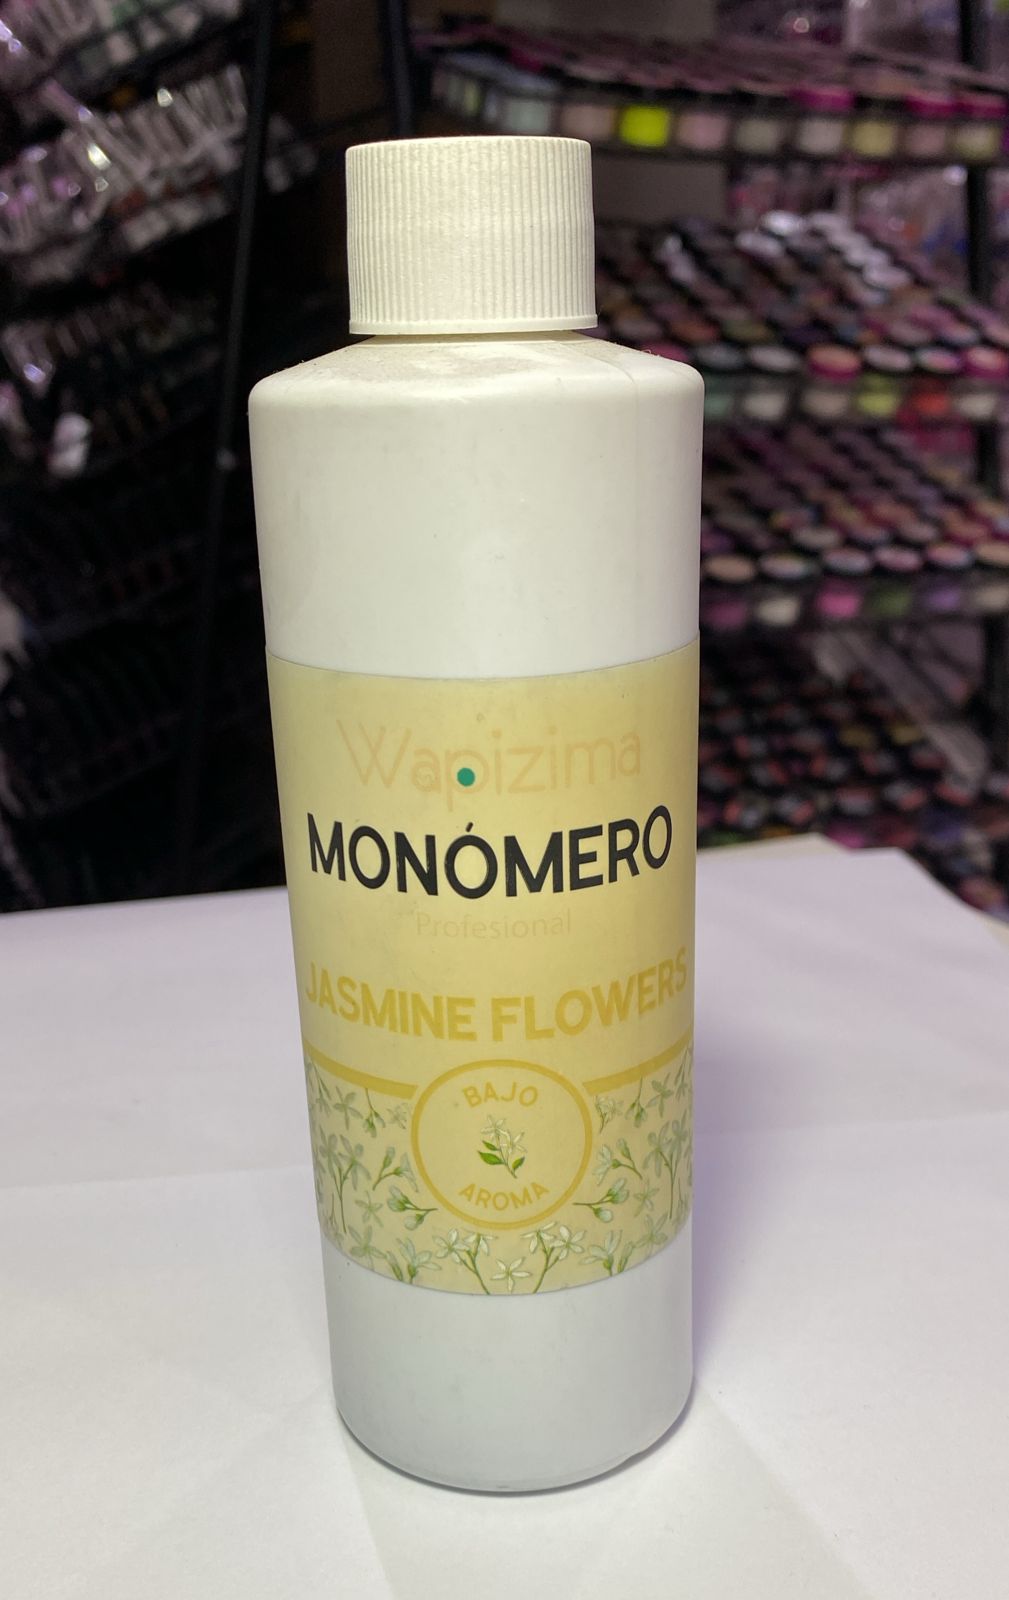 Wapizima
MONÓMERO
Profesional
JASMINE FLOWERS
BAJO
AROMA